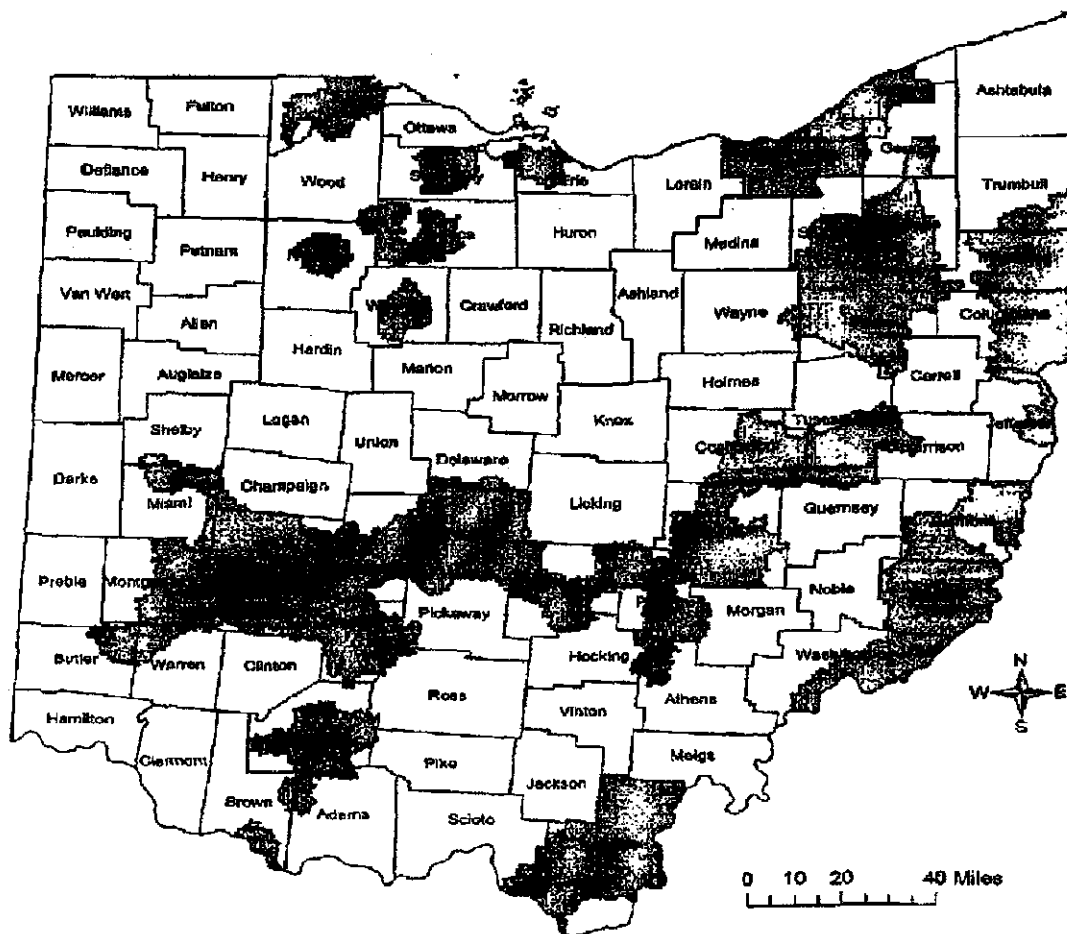 Williams
Fulton
Ashtabula
Ottawa
Defiance
Henry
Wood
Erie
Lorain
Trumbull
Paulding
Putnam
Huron
Medina
Van Wert
Allen
Crawford
Ashland
Richland
Wayne
Hardin
Mercer
Auglaize
Marion
Morrow
Holmes
Carroll
Logan
Shelby
Union
Knox
Delaware
Darke
Champaign
Miami
Licking
Guernsey
Preble
Noble
Pickaway
Morgan
Butler
Warren
Clinton
Hocking
Ross
Athens
Vinton
Hamilton
Clermont
Pike
Meigs
Jackson
Brown
Adams
Scioto
N
W E
S
0 10 20 40 Miles